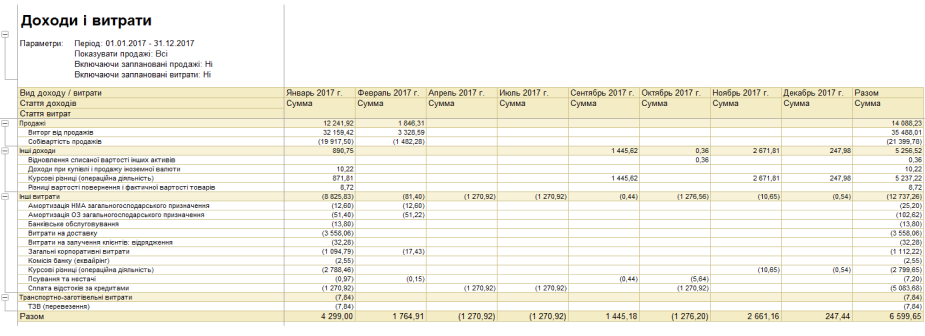 Доходи і витрати
Параметри: Період: 01.01.2017 - 31.12.2017
Показувати продажі: Всі
Включаючи заплановані продажі: Ні
Включаючи заплановані витрати: Ні
Вид доходу / витрати Январь 2017 г. Февраль 2017 г. Апрель 2017 г. Июль 2017 г. Сентябрь 2017 г. Октябрь 2017 г. Ноябрь 2017 г. Декабрь 2017 г. Разом
Стаття доходів Сумма Сумма Сумма Сумма Сумма Сумма Сумма Сумма Сумма
Стаття витрат
Продажі 12 241,92 1 846,31 14 088,23
Виторг від продажів 32 159,42 3 328,59 35 488,01
Собівартість продажів (19 917,50) (1 482,28) (21 399,78)
Інші доходи 890,75 1 445,62 0,36 2 671,81 247,98 5 256,52
Відновлення списаної вартості інших активів 0,36 0,36
Доходи при купівлі і продажу іноземної валюти 10,22 10,22
Курсові різниці (операційна діяльність) 871,81 1 445,62 2 671,81 247,98 5 237,22
Різниці вартості повернення і фактичної вартості товарів 8,72 8,72
Інші витрати (8 825,83) (81,40) (1 270,92) (1 270,92) (0,44) (1 276,56) (10,65) (0,54) (12 737,26)
Амортизація НМА загальногосподарського призначення (12,60) (12,60) (25,20)
Амортизація ОЗ загальногосподарського призначення (51,40) (51,22) (102,62)
Банківське обслуговування (13,80) (13,80)
Витрати на доставку (3 558,06) (3 558,06)
Витрати на залучення клієнтів: відрядження (32,28) (32,28)
Загальні корпоративні витрати (1 094,79) (17,43) (1 112,22)
Комісія банку (еквайрінг) (2,55) (2,55)
Курсові різниці (операційна діяльність) (2 788,46) (10,65) (0,54) (2 799,65)
Псування та нестачі (0,97) (0,15) (0,44) (5,64) (7,20)
Сплата відстоків за кредитами (1 270,92) (1 270,92) (1 270,92) (1 270,92) (5 083,68)
Транспортно-заготівельні витрати (7,84) (7,84)
ТЗВ (перевезення) (7,84) (7,84)
Разом 4 299,00 1 764,91 (1 270,92) (1 270,92) 1 445,18 (1 276,20) 2 661,16 247,44 6 599,65